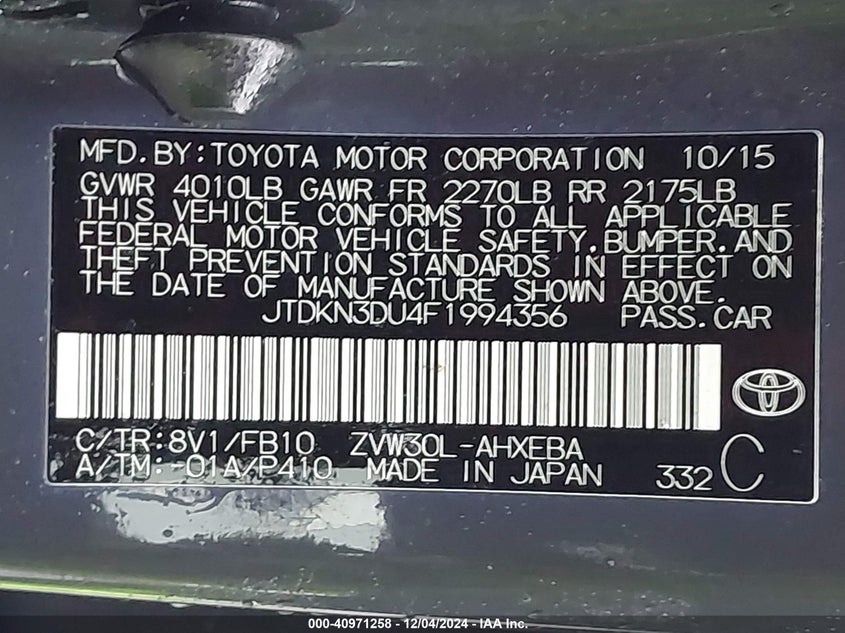 MFD.BY:TOYOTA MOTOR CORPORATION 10/15
GVWR 4010LB GAWR FR 2270LB RR 2175LB
THIS VEHICLE CONFORMS TO ALL APPLICABLE
FEDERAL MOTOR VEHICLE SAFETY,BUMPER,AND
THEFT PREVENTION STANDARDS IN EFFECT ON
THE DATE OF MANUFACTURE SHOWN ABOVE.
JTDKN3DU4F1994356 PASS.CAR
C/TR:8V1/FB10 ZVW30L-AHXEBA
A/TM:-01A/P410 MADE IN JAPAN 332 C
000-40971258 - 12/04/2024 - IAA Inc.